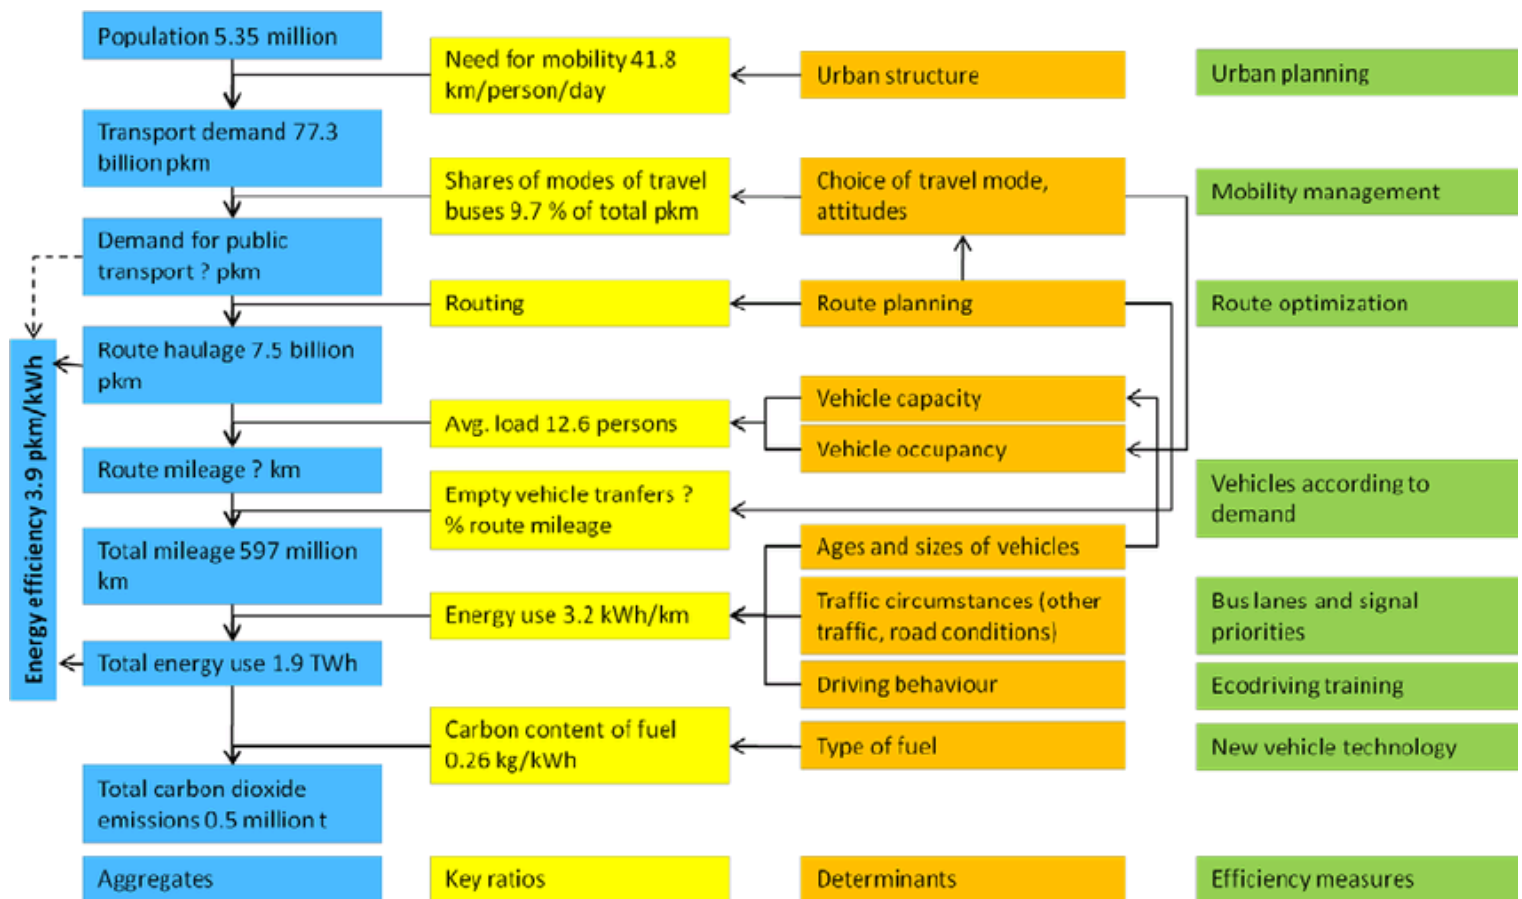 Population 5.35 million
Need for mobility 41.8
km/person/day
Urban structure
Urban planning
Transport demand 77.3
billion pkm
Shares of modes of travel
buses 9.7 % of total pkm
Choice of travel mode,
attitudes
Mobility management
Demand for public
transport ? pkm
Routing
Route planning
Route optimization
Energy efficiency 3.9 pkm/kWh
Route haulage 7.5 billion
pkm
Avg. load 12.6 persons
Vehicle capacity
Vehicle occupancy
Route mileage ? km
Empty vehicle tranfers ?
% route mileage
Vehicles according to
demand
Total mileage 597 million
km
Ages and sizes of vehicles
Energy use 3.2 kWh/km
Traffic circumstances (other
traffic, road conditions)
Bus lanes and signal
priorities
Total energy use 1.9 TWh
Driving behaviour
Ecodriving training
Carbon content of fuel
0.26 kg/kWh
Type of fuel
New vehicle technology
Total carbon dioxide
emissions 0.5 million t
Aggregates
Key ratios
Determinants
Efficiency measures